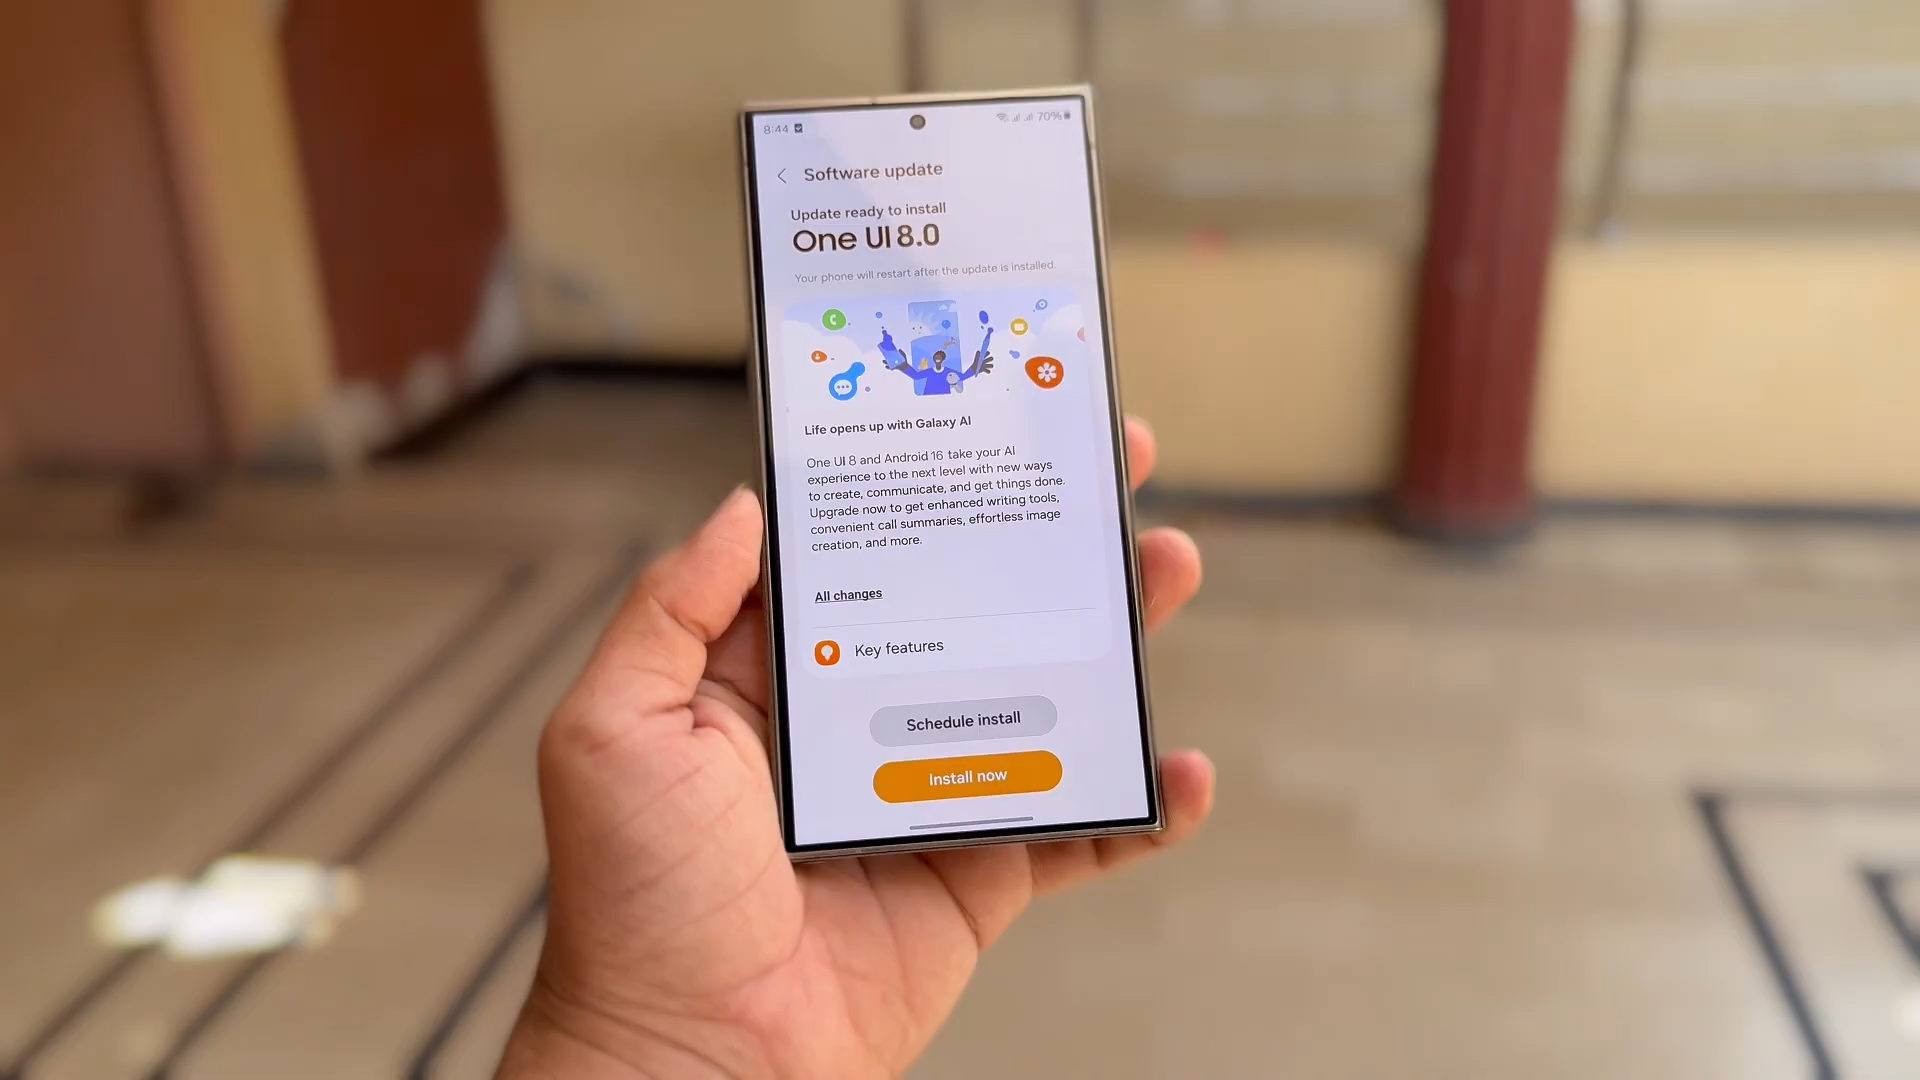 8:44
70%
Software update
Update ready to install
One UI 8.0
Your phone will restart after the update is installed.
Life opens up with Galaxy AI
One UI 8 and Android 16 take your AI
experience to the next level with new ways
to create, communicate, and get things done.
Upgrade now to get enhanced writing tools,
convenient call summaries, effortless image
creation, and more.
All changes
Key features
Schedule install
Install now